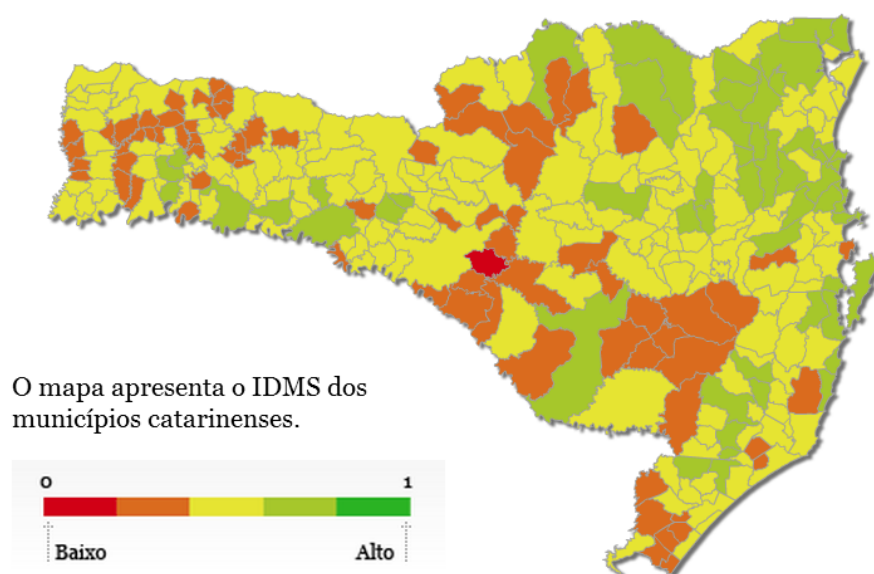 O mapa apresenta o IDMS dos
municípios catarinenses.
0 1
Baixo Alto